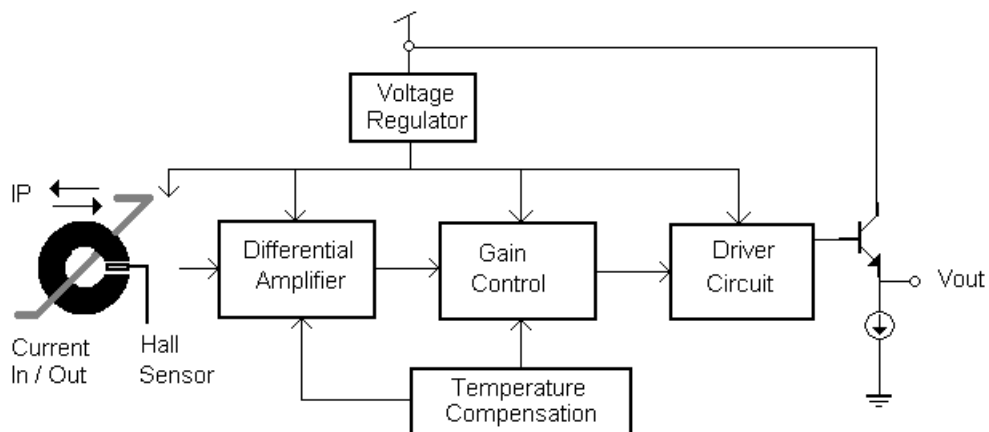 Voltage
Regulator
IP
Differential
Amplifier
Gain
Control
Driver
Circuit
Vout
Current
In / Out
Hall
Sensor
Temperature
Compensation